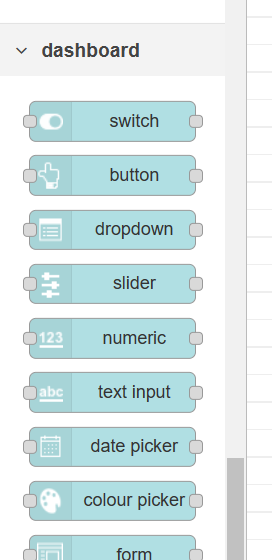 dashboard
switch
button
dropdown
slider
123 numeric
abc text input
date picker
colour picker
form